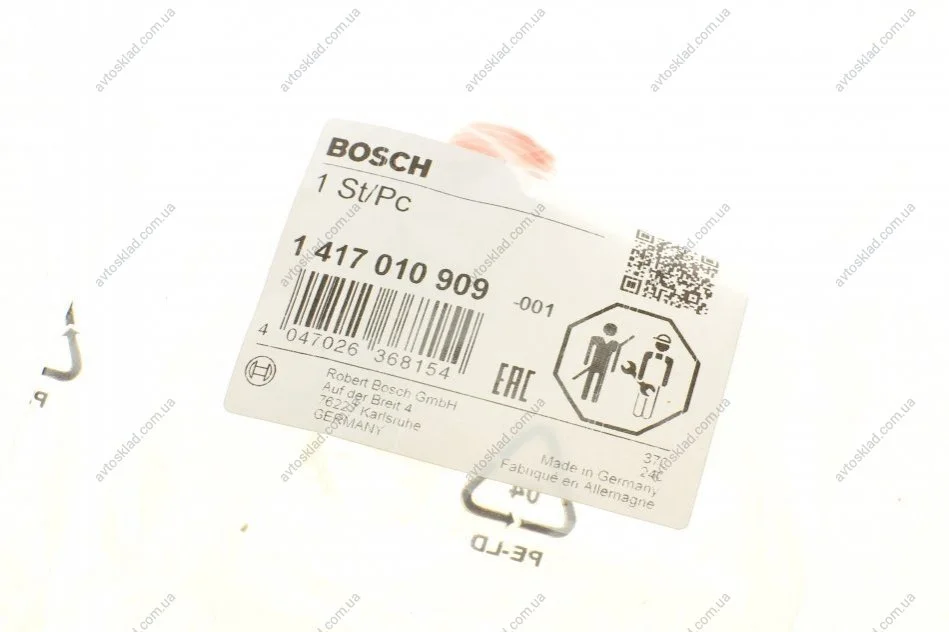 BOSCH
1 St/Pc
1 417 010 909
-001
4 047026 368154
EAC
Robert Bosch GmbH
Auf der Breit 4
76227 Karlsruhe
GERMANY
Made in Germany
Fabriqué en Allemagne
04
PE-LD
avtosklad.com.ua